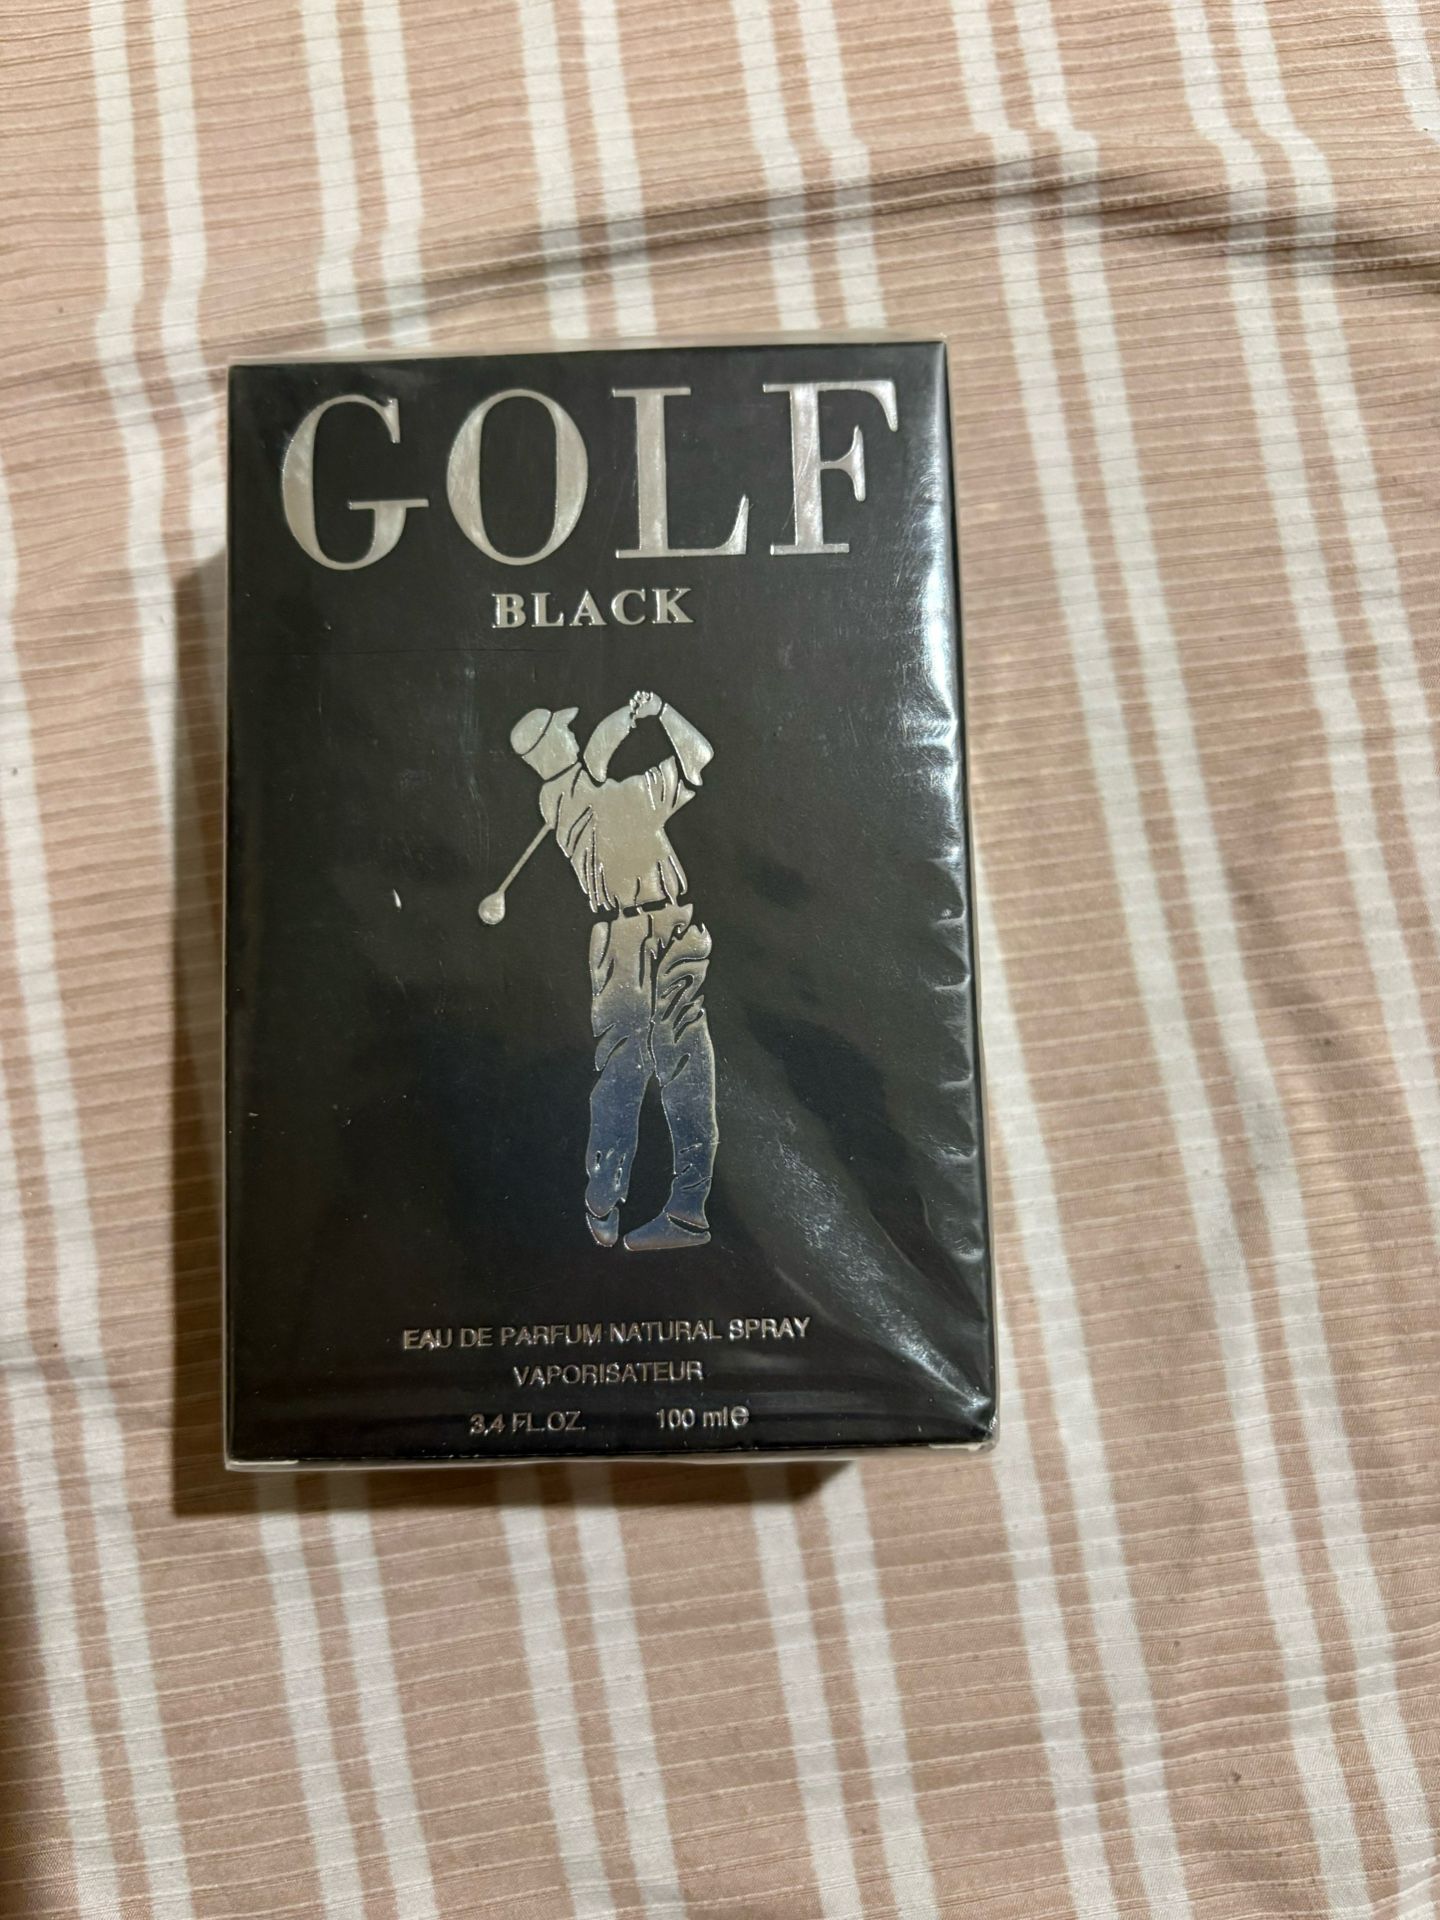 GOLF
BLACK
EAU DE PARFUM NATURAL SPRAY
VAPORISATEUR
3,4 FL.OZ. 100 ml℮